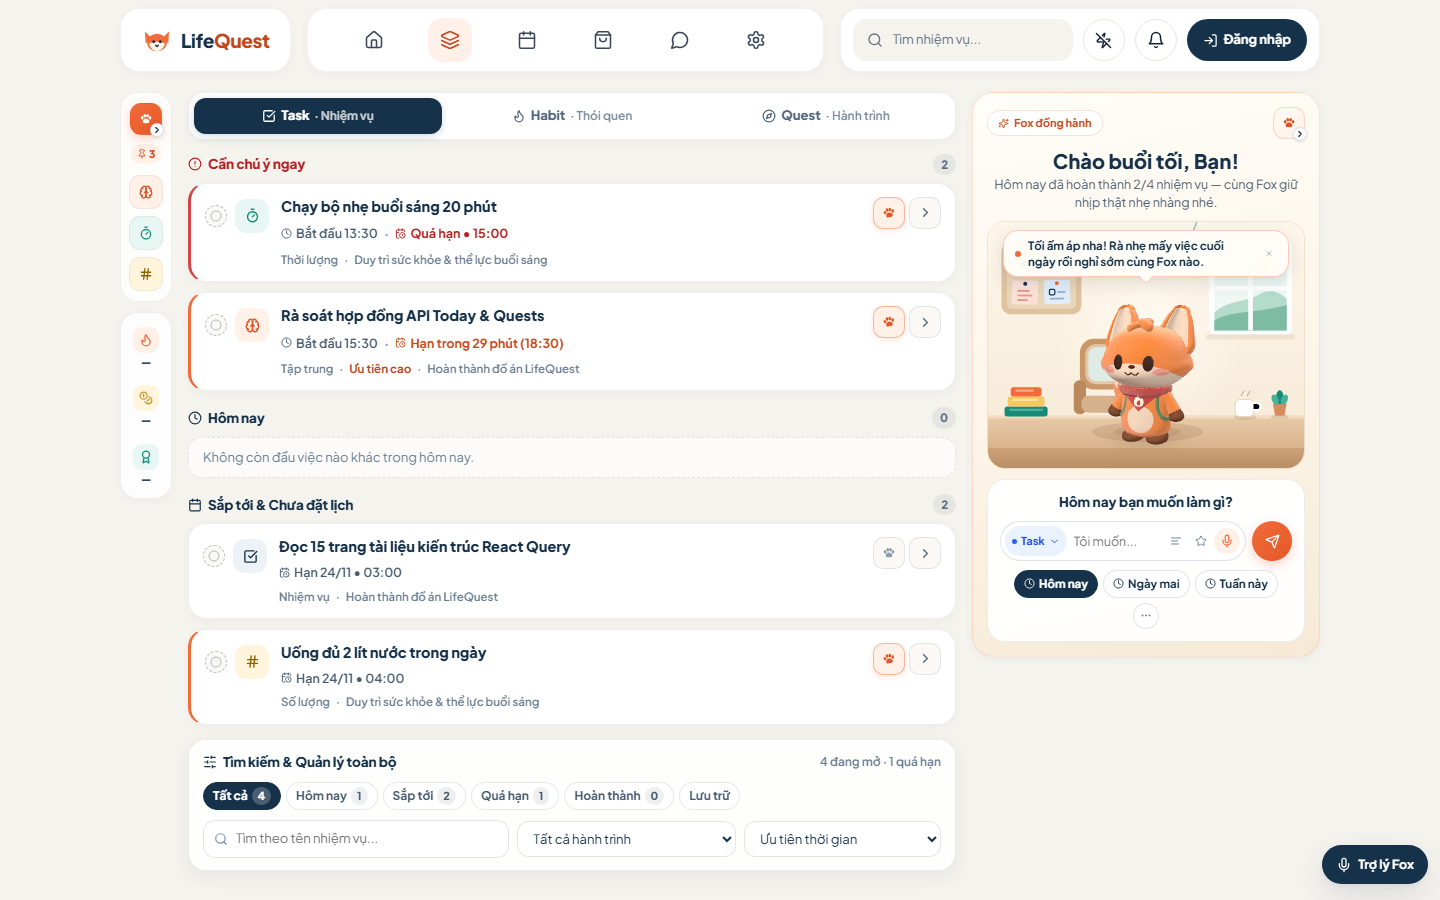 LifeQuest
Tìm nhiệm vụ...
Đăng nhập
3
Task · Nhiệm vụ
Habit · Thói quen
Quest · Hành trình
Cần chú ý ngay
2
Chạy bộ nhẹ buổi sáng 20 phút
Bắt đầu 13:30 · Quá hạn • 15:00
Thời lượng · Duy trì sức khỏe & thể lực buổi sáng
Rà soát hợp đồng API Today & Quests
Bắt đầu 15:30 · Hạn trong 29 phút (18:30)
Tập trung · Ưu tiên cao · Hoàn thành đồ án LifeQuest
Hôm nay
0
Không còn đầu việc nào khác trong hôm nay.
Sắp tới & Chưa đặt lịch
2
Đọc 15 trang tài liệu kiến trúc React Query
Hạn 24/11 • 03:00
Nhiệm vụ · Hoàn thành đồ án LifeQuest
Uống đủ 2 lít nước trong ngày
Hạn 24/11 • 04:00
Số lượng · Duy trì sức khỏe & thể lực buổi sáng
Tìm kiếm & Quản lý toàn bộ
4 đang mở · 1 quá hạn
Tất cả 4
Hôm nay 1
Sắp tới 2
Quá hạn 1
Hoàn thành 0
Lưu trữ
Tìm theo tên nhiệm vụ...
Tất cả hành trình
Ưu tiên thời gian
Fox đồng hành
Chào buổi tối, Bạn!
Hôm nay đã hoàn thành 2/4 nhiệm vụ — cùng Fox giữ
nhịp thật nhẹ nhàng nhé.
Tối ấm áp nha! Rà nhẹ mấy việc cuối
ngày rồi nghỉ sớm cùng Fox nào.
Hôm nay bạn muốn làm gì?
Task
Tôi muốn...
Hôm nay
Ngày mai
Tuần này
Trợ lý Fox